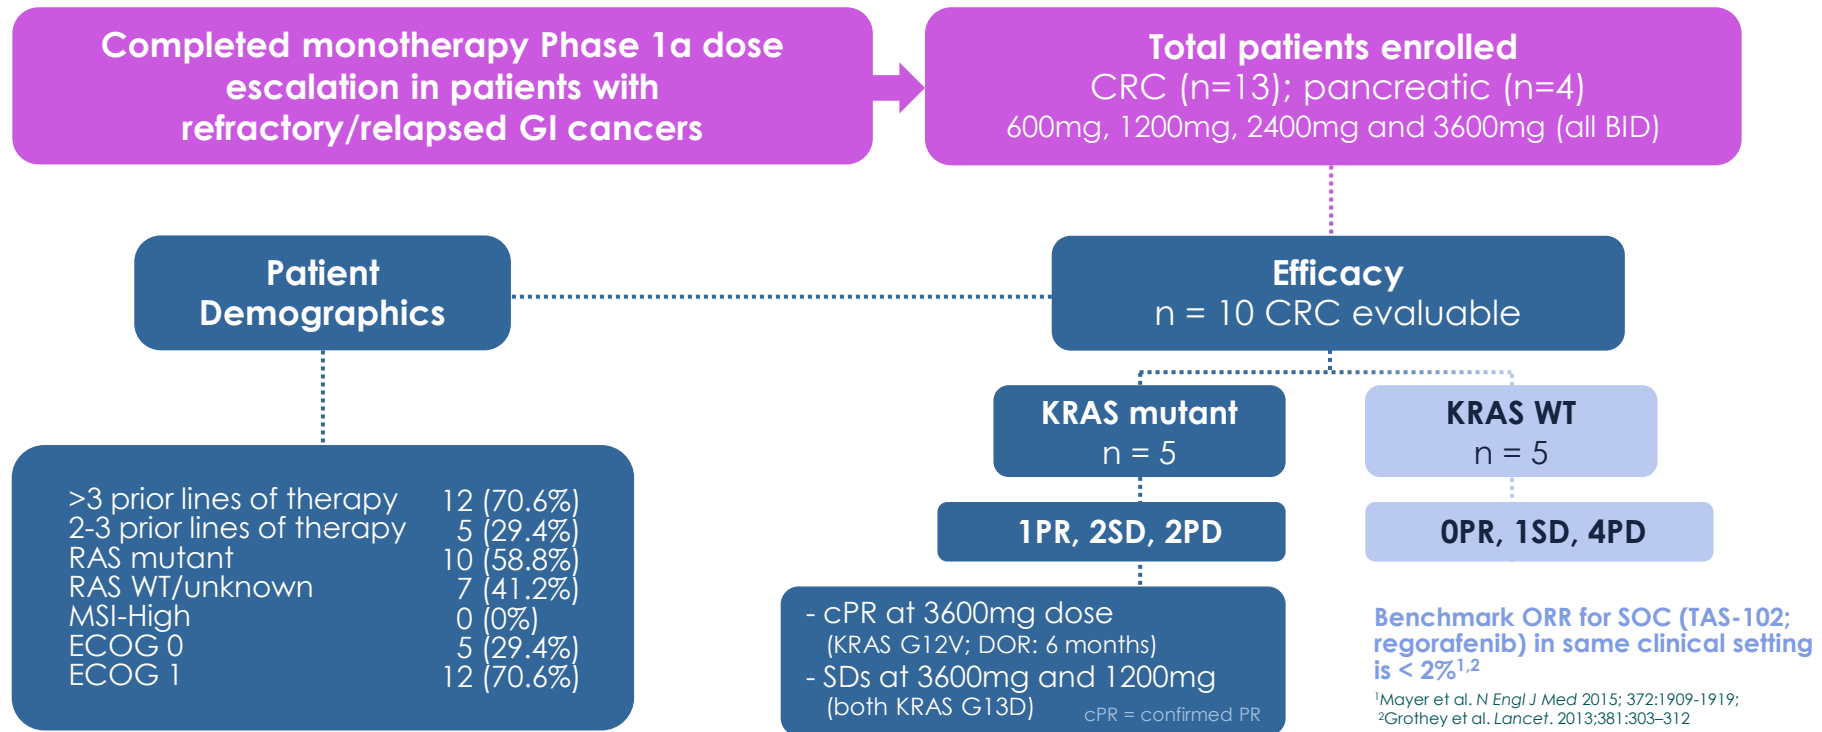 Completed monotherapy Phase 1a dose
escalation in patients with
refractory/relapsed GI cancers
Total patients enrolled
CRC (n=13); pancreatic (n=4)
600mg, 1200mg, 2400mg and 3600mg (all BID)
Patient
Demographics
Efficacy
n = 10 CRC evaluable
>3 prior lines of therapy 12 (70.6%)
2-3 prior lines of therapy 5 (29.4%)
RAS mutant 10 (58.8%)
RAS WT/unknown 7 (41.2%)
MSI-High 0 (0%)
ECOG 0 5 (29.4%)
ECOG 1 12 (70.6%)
KRAS mutant
n = 5
1PR, 2SD, 2PD
- cPR at 3600mg dose
(KRAS G12V; DOR: 6 months)
- SDs at 3600mg and 1200mg
(both KRAS G13D)
cPR = confirmed PR
KRAS WT
n = 5
0PR, 1SD, 4PD
Benchmark ORR for SOC (TAS-102;
regorafenib) in same clinical setting
is < 2%1,2
1Mayer et al. N Engl J Med 2015; 372:1909-1919;
2Grothey et al. Lancet. 2013;381:303–312